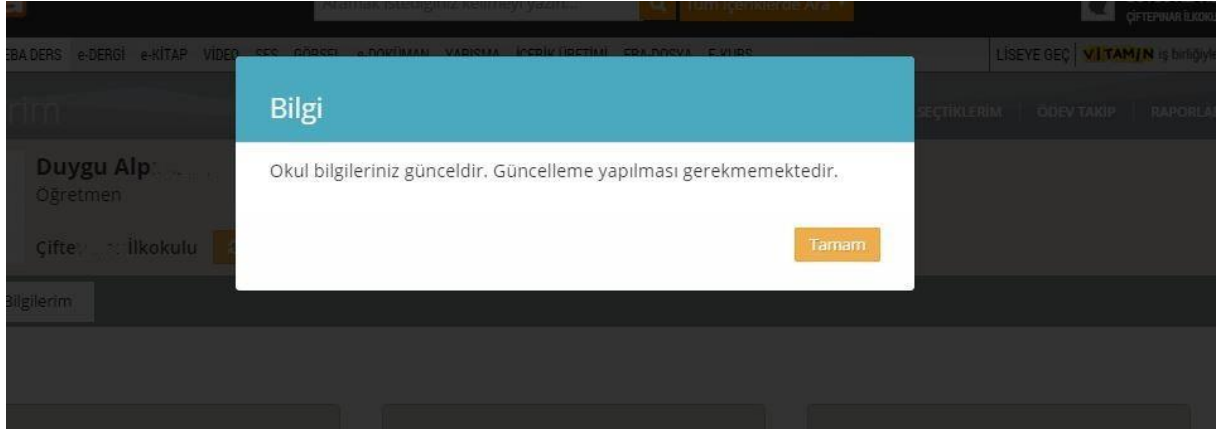 Aramak istediğiniz kelimeyi yazın... Tüm İçeriklerde Ara
ÇİFTEPINAR İLKOKU
EBA DERS e-DERGİ e-KİTAP VİDEO SES GÖRSEL e-DOKÜMAN YARIŞMA İÇERİK ÜRETİMİ EBA-DOSYA E-KURS LİSEYE GEÇ VİTAMİN iş birliğiyle
rim SEÇTİKLERİM ÖDEV TAKİP RAPORLA
Bilgi
Okul bilgileriniz günceldir. Güncelleme yapılması gerekmemektedir.
Tamam
Duygu Alp
Öğretmen
Çifte İlkokulu
Bilgilerim